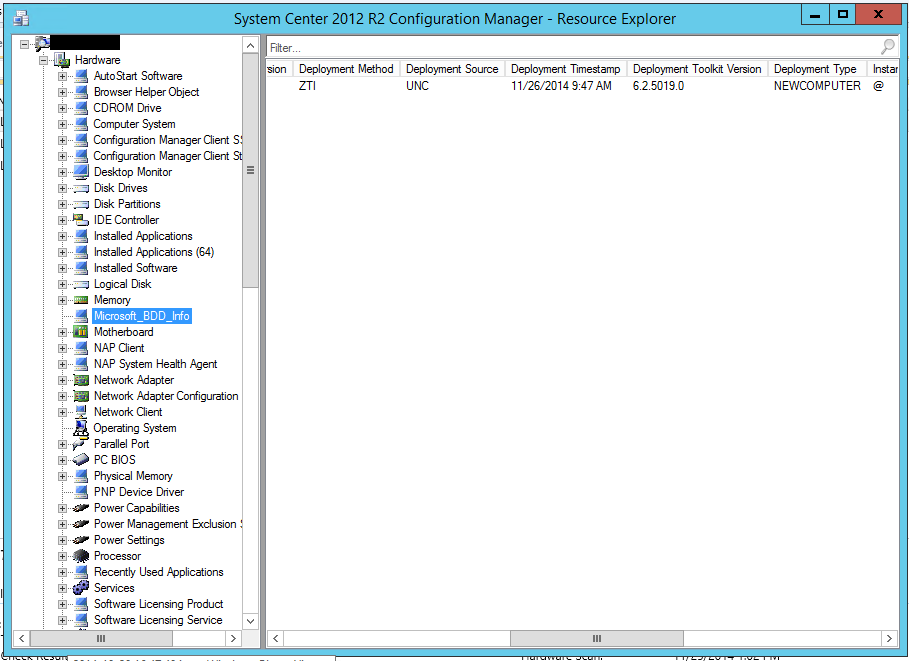 System Center 2012 R2 Configuration Manager - Resource Explorer
Hardware
AutoStart Software
Browser Helper Object
CDROM Drive
Computer System
Configuration Manager Client
Configuration Manager Client
Desktop Monitor
Disk Drives
Disk Partitions
IDE Controller
Installed Applications
Installed Applications (64)
Installed Software
Logical Disk
Memory
Microsoft_BDD_Info
Motherboard
NAP Client
NAP System Health Agent
Network Adapter
Network Adapter Configuration
Network Client
Operating System
Parallel Port
PC BIOS
Physical Memory
PNP Device Driver
Power Capabilities
Power Management Exclusion
Power Settings
Processor
Recently Used Applications
Services
Software Licensing Product
Software Licensing Service
Filter...
sion Deployment Method Deployment Source Deployment Timestamp Deployment Toolkit Version Deployment Type Instar
ZTI UNC 11/26/2014 9:47 AM 6.2.5019.0 NEWCOMPUTER @